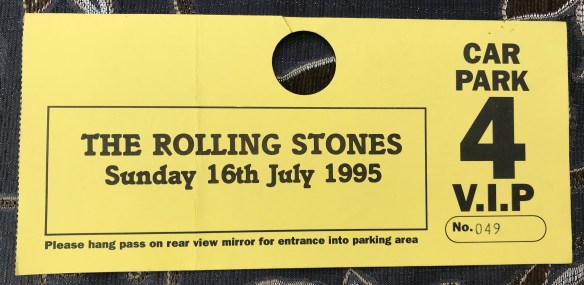 THE ROLLING STONES
Sunday 16th July 1995
Please hang pass on rear view mirror for entrance into parking area
CAR
PARK
4
V.I.P
No. 049